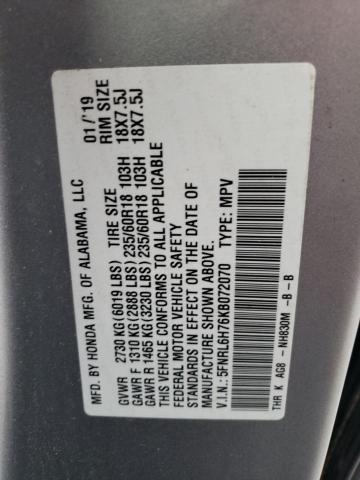 MFD. BY HONDA MFG. OF ALABAMA, LLC 01/'19
TIRE SIZE RIM SIZE
GVWR 2730 KG(6019 LBS)
GAWR F 1310 KG(2888 LBS) 235/60R18 103H 18X7.5J
GAWR R 1465 KG(3230 LBS) 235/60R18 103H 18X7.5J
THIS VEHICLE CONFORMS TO ALL APPLICABLE
FEDERAL MOTOR VEHICLE SAFETY
STANDARDS IN EFFECT ON THE DATE OF
MANUFACTURE SHOWN ABOVE.
V.I.N.: 5FNRL6H76KB072070 TYPE: MPV
THR K AG8 - NH830M -B -B